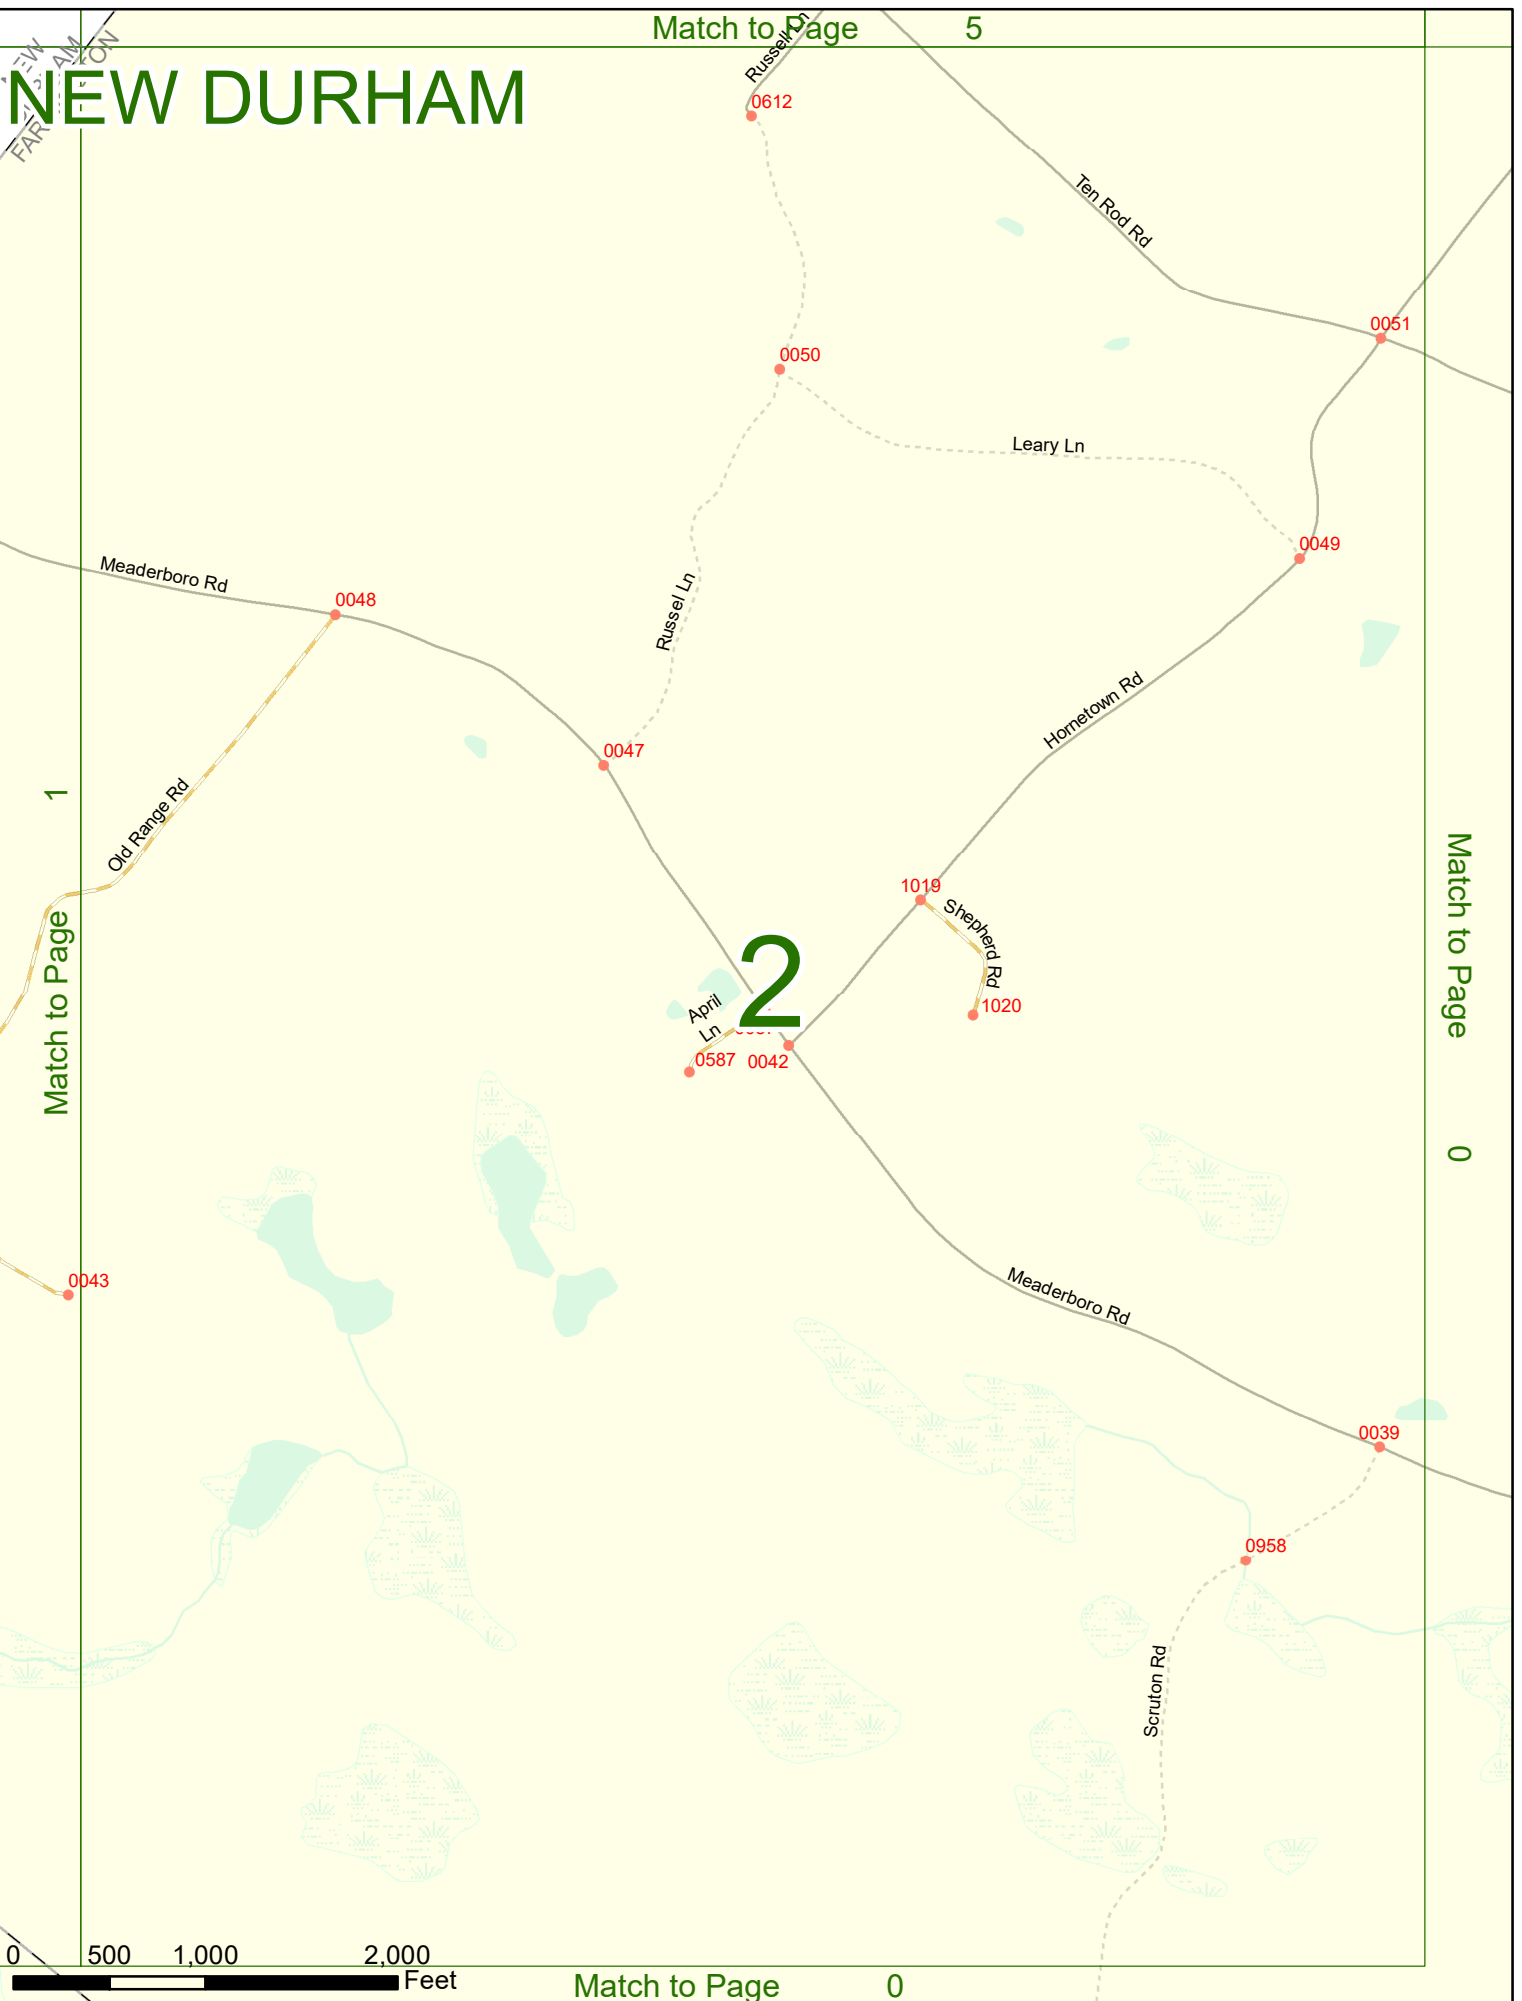 Match to Page 5
NEW DURHAM
Russell Ln
0612
Ten Rod Rd
0051
0050
Leary Ln
0049
Meaderboro Rd
0048
Russel Ln
Hornetown Rd
0047
Old Range Rd
Match to Page 1
1019
Shepherd Rd
1020
2
April
Ln
0587
0042
Match to Page 0
0043
Meaderboro Rd
0039
0958
Scruton Rd
0 500 1,000 2,000
Feet
Match to Page 0